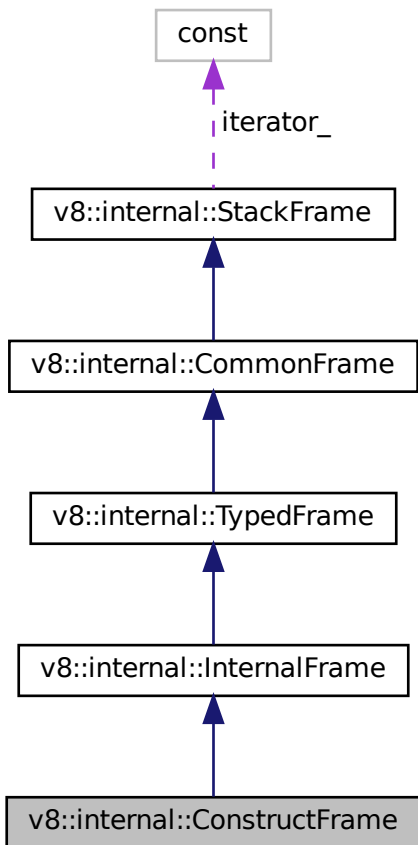 const
iterator_
v8::internal::StackFrame
v8::internal::CommonFrame
v8::internal::TypedFrame
v8::internal::InternalFrame
v8::internal::ConstructFrame